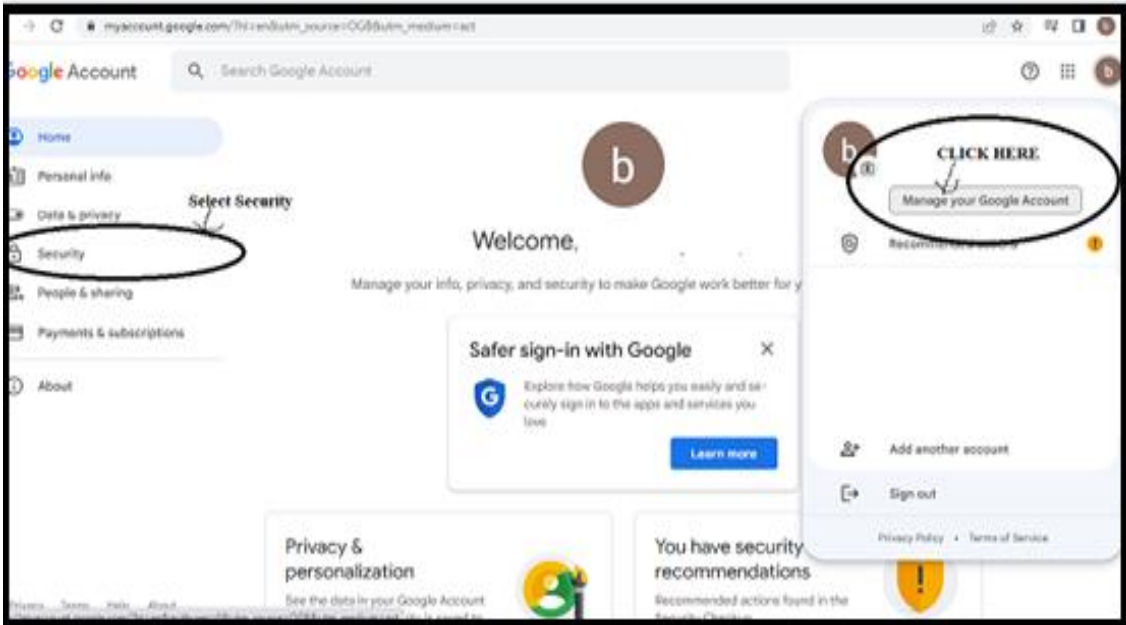 myaccount.google.com/?hl=en&utm_source=OGB&utm_medium=act
Google Account
Search Google Account
b
Home
Personal info
Data & privacy
Security
People & sharing
Payments & subscriptions
About
Select Security
b
Welcome,
Manage your info, privacy, and security to make Google work better for y
Safer sign-in with Google
Explore how Google helps you easily and se-
curely sign in to the apps and services you
love
Learn more
Privacy &
personalization
See the data in your Google Account
You have security
recommendations
Recommended actions found in the
Security Checkup
b
CLICK HERE
Manage your Google Account
Recommended
Add another account
Sign out
Privacy Policy • Terms of Service
Privacy Terms Help About